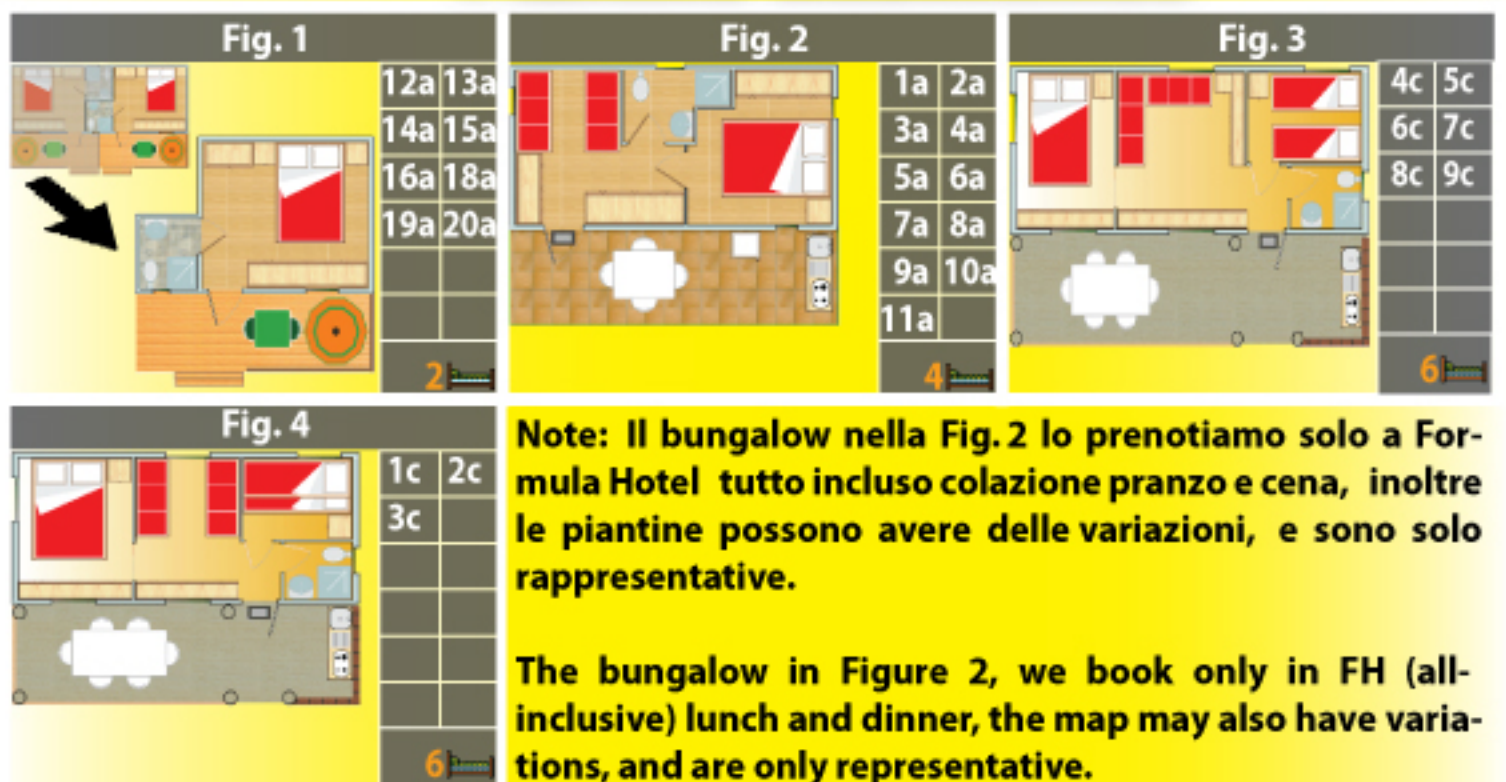 Fig. 1
12a 13a
14a 15a
16a 18a
19a 20a
2
Fig. 2
1a 2a
3a 4a
5a 6a
7a 8a
9a 10a
11a
4
Fig. 3
4c 5c
6c 7c
8c 9c
6
Fig. 4
1c 2c
3c
6
Note: Il bungalow nella Fig. 2 lo prenotiamo solo a For-
mula Hotel tutto incluso colazione pranzo e cena, inoltre
le piantine possono avere delle variazioni, e sono solo
rappresentative.
The bungalow in Figure 2, we book only in FH (all-
inclusive) lunch and dinner, the map may also have varia-
tions, and are only representative.